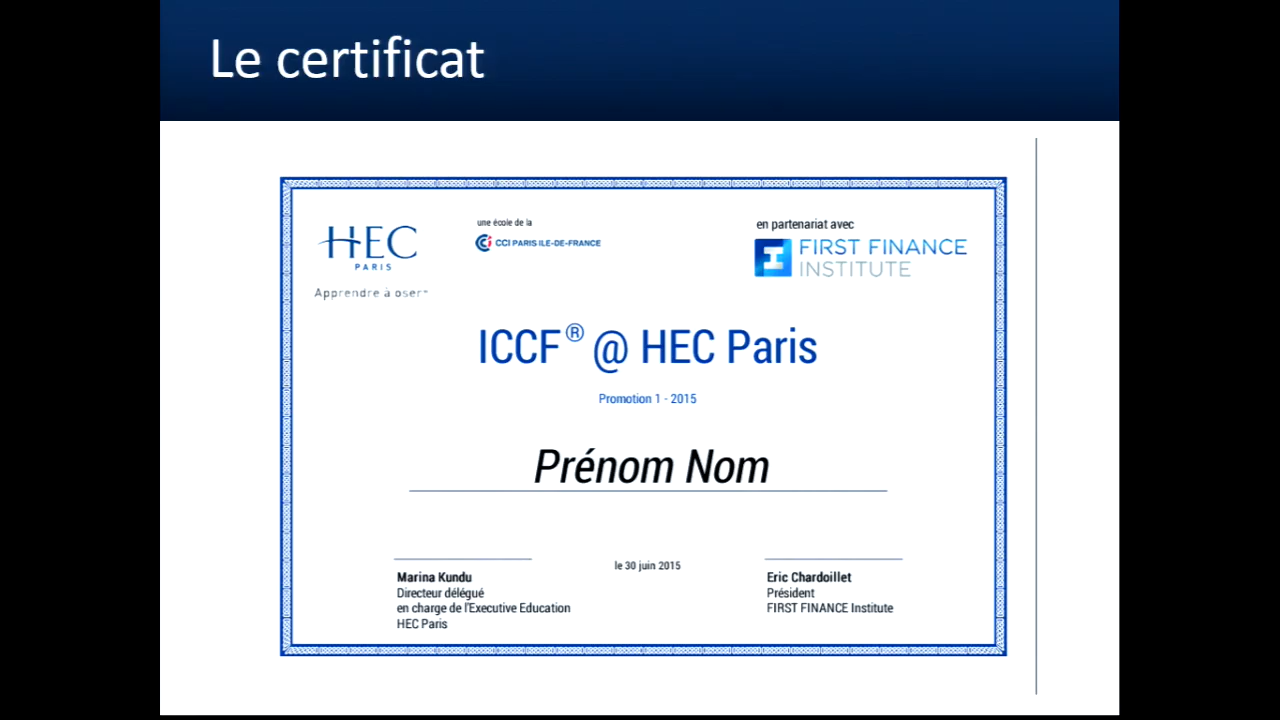 Le certificat
HEC
PARIS
Apprendre à oser
une école de la
CCI PARIS ILE-DE-FRANCE
en partenariat avec
FIRST FINANCE
INSTITUTE
ICCF® @ HEC Paris
Promotion 1 - 2015
Prénom Nom
Marina Kundu
Directeur délégué
en charge de l'Executive Education
HEC Paris
le 30 juin 2015
Eric Chardoillet
Président
FIRST FINANCE Institute